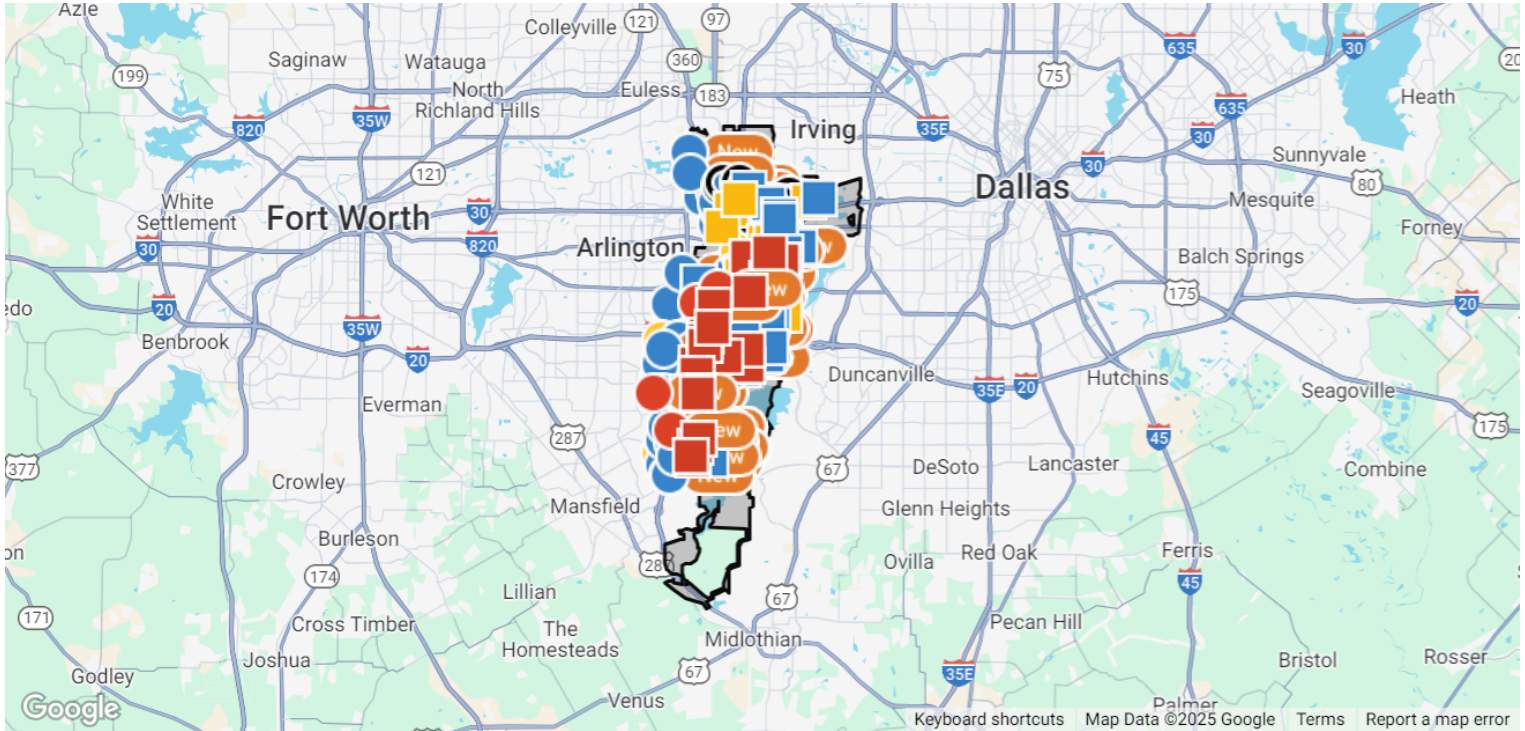 Azle
Colleyville
121
97
635
30
20
Saginaw
Watauga
360
75
199
North
Richland Hills
Euless
183
635
Heath
820
35W
Irving
35E
30
New
121
30
Sunnyvale
White
Settlement
Dallas
80
Fort Worth
30
Mesquite
Forney
30
820
Arlington
Balch Springs
20
175
20
Benbrook
35W
20
Duncanville
35E
20
Hutchins
Seagoville
Everman
175
287
New
45
377
67
DeSoto
Lancaster
Combine
Crowley
Mansfield
New
Glenn Heights
Burleson
Ovilla
Red Oak
Ferris
174
287
45
Lillian
67
171
Cross Timber
The
Homesteads
Midlothian
Pecan Hill
Joshua
67
35E
Bristol
Rosser
Godley
Venus
Palmer
Google
Keyboard shortcuts
Map Data ©2025 Google
Terms
Report a map error